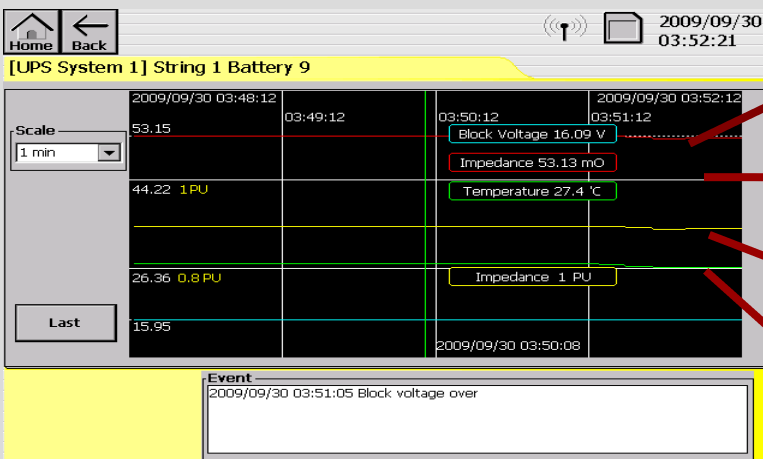 2009/09/30
Home Back
03:52:21
[UPS System 1] String 1 Battery 9
2009/09/30 03:48:12
2009/09/30 03:52:12
03:49:12
03:50:12
03:51:12
Scale
1 min
53.15
Block Voltage 16.09 V
Impedance 53.13 mO
44.22 1PU
Temperature 27.4 'C
26.36 0.8 PU
Impedance 1 PU
Last
15.95
2009/09/30 03:50:08
Event
2009/09/30 03:51:05 Block voltage over